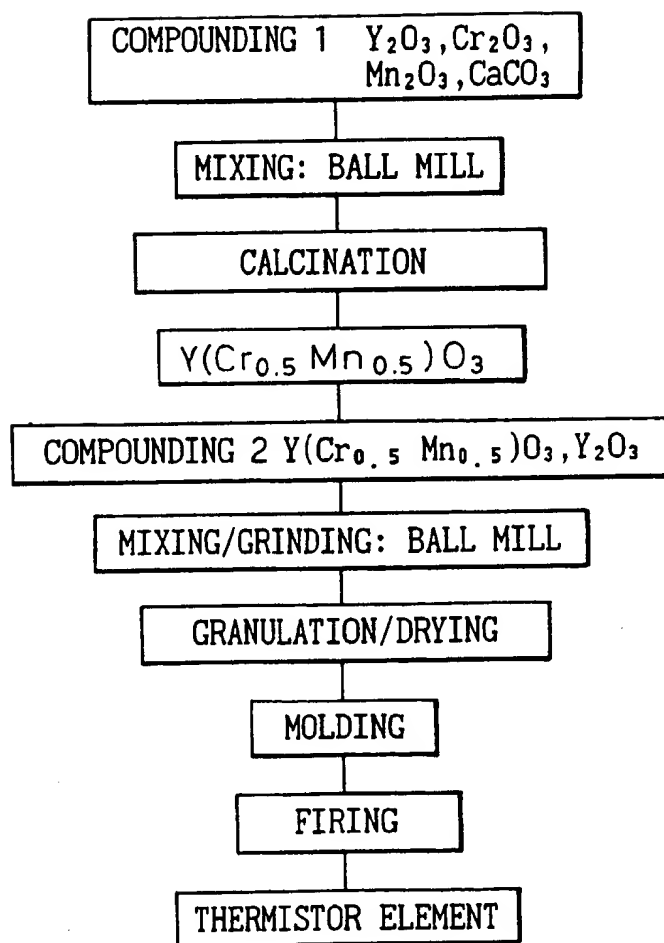 COMPOUNDING 1 Y₂O₃,Cr₂O₃,
Mn₂O₃,CaCO₃
MIXING: BALL MILL
CALCINATION
Y(Cr₀.₅ Mn₀.₅)O₃
COMPOUNDING 2 Y(Cr₀.₅ Mn₀.₅)O₃,Y₂O₃
MIXING/GRINDING: BALL MILL
GRANULATION/DRYING
MOLDING
FIRING
THERMISTOR ELEMENT